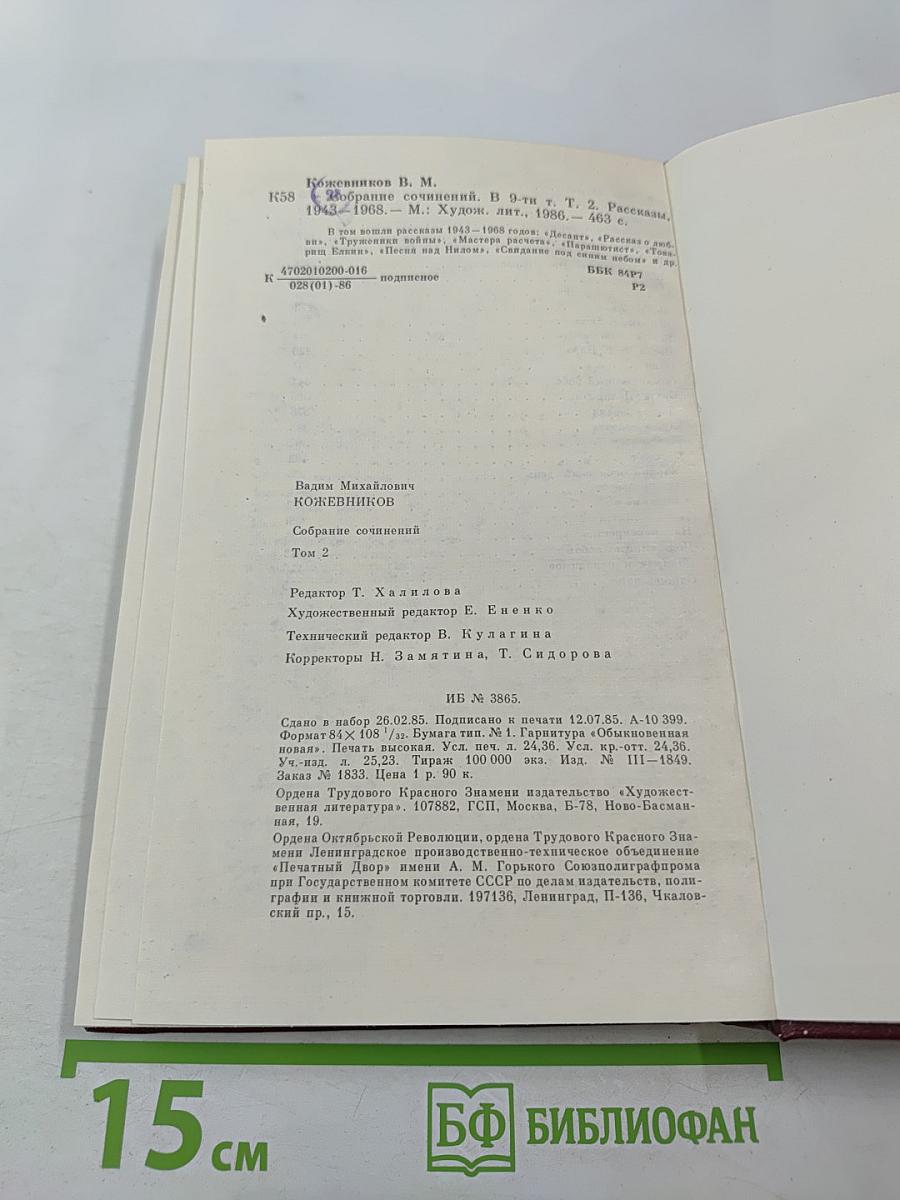 Кожевников В. М.
К58 Собрание сочинений. В 9-ти т. Т. 2. Рассказы,
1943—1968.— М.: Худож. лит., 1986.— 463 с.
В том вошли рассказы 1943—1968 годов: «Десант», «Рассказ о люб-
ви», «Труженики войны», «Мастера расчета», «Парашютист», «Това-
рищ Елкин», «Песня над Нилом», «Свидание под синим небом» и др.
К 4702010200-016 подписное ББК 84Р7
028(01)-86 Р2
Вадим Михайлович
КОЖЕВНИКОВ
Собрание сочинений
Том 2
Редактор Т. Халилова
Художественный редактор Е. Ененко
Технический редактор В. Кулагина
Корректоры Н. Замятина, Т. Сидорова
ИБ № 3865.
Сдано в набор 26.02.85. Подписано к печати 12.07.85. А-10 399.
Формат 84×108 1/32. Бумага тип. № 1. Гарнитура «Обыкновенная
новая». Печать высокая. Усл. печ. л. 24,36. Усл. кр.-отт. 24,36.
Уч.-изд. л. 25,23. Тираж 100 000 экз. Изд. № III—1849.
Заказ № 1833. Цена 1 р. 90 к.
Ордена Трудового Красного Знамени издательство «Художест-
венная литература». 107882, ГСП, Москва, Б-78, Ново-Басман-
ная, 19.
Ордена Октябрьской Революции, ордена Трудового Красного Зна-
мени Ленинградское производственно-техническое объединение
«Печатный Двор» имени А. М. Горького Союзполиграфпрома
при Государственном комитете СССР по делам издательств, поли-
графии и книжной торговли. 197136, Ленинград, П-136, Чкалов-
ский пр., 15.
15 см
БФ БИБЛИОФАН